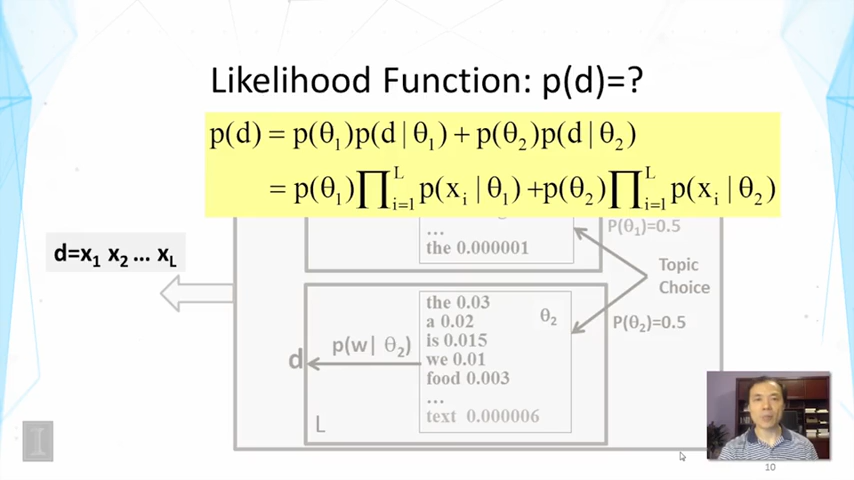 Likelihood Function: p(d)=?
p(d) = p(θ₁)p(d | θ₁) + p(θ₂)p(d | θ₂)
= p(θ₁)∏ᵢ₌₁ᴸ p(xᵢ | θ₁) +p(θ₂)∏ᵢ₌₁ᴸ p(xᵢ | θ₂)
... P(θ₁)=0.5
the 0.000001
d=x₁ x₂ ... x_L
Topic
Choice
the 0.03
a 0.02 θ₂
is 0.015 P(θ₂)=0.5
p(w| θ₂) we 0.01
d
food 0.003
...
text 0.000006
L
I
10